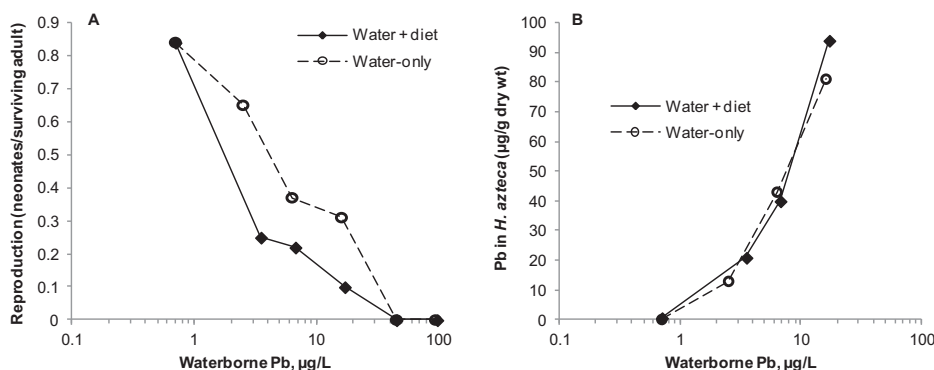 A
Reproduction (neonates/surviving adult)
0.9
0.8
0.7
0.6
0.5
0.4
0.3
0.2
0.1
0
Water + diet
Water-only
0.1
1
10
100
Waterborne Pb, µg/L
B
Pb in H. azteca (µg/g dry wt)
100
90
80
70
60
50
40
30
20
10
0
Water + diet
Water-only
0.1
1
10
100
Waterborne Pb, µg/L